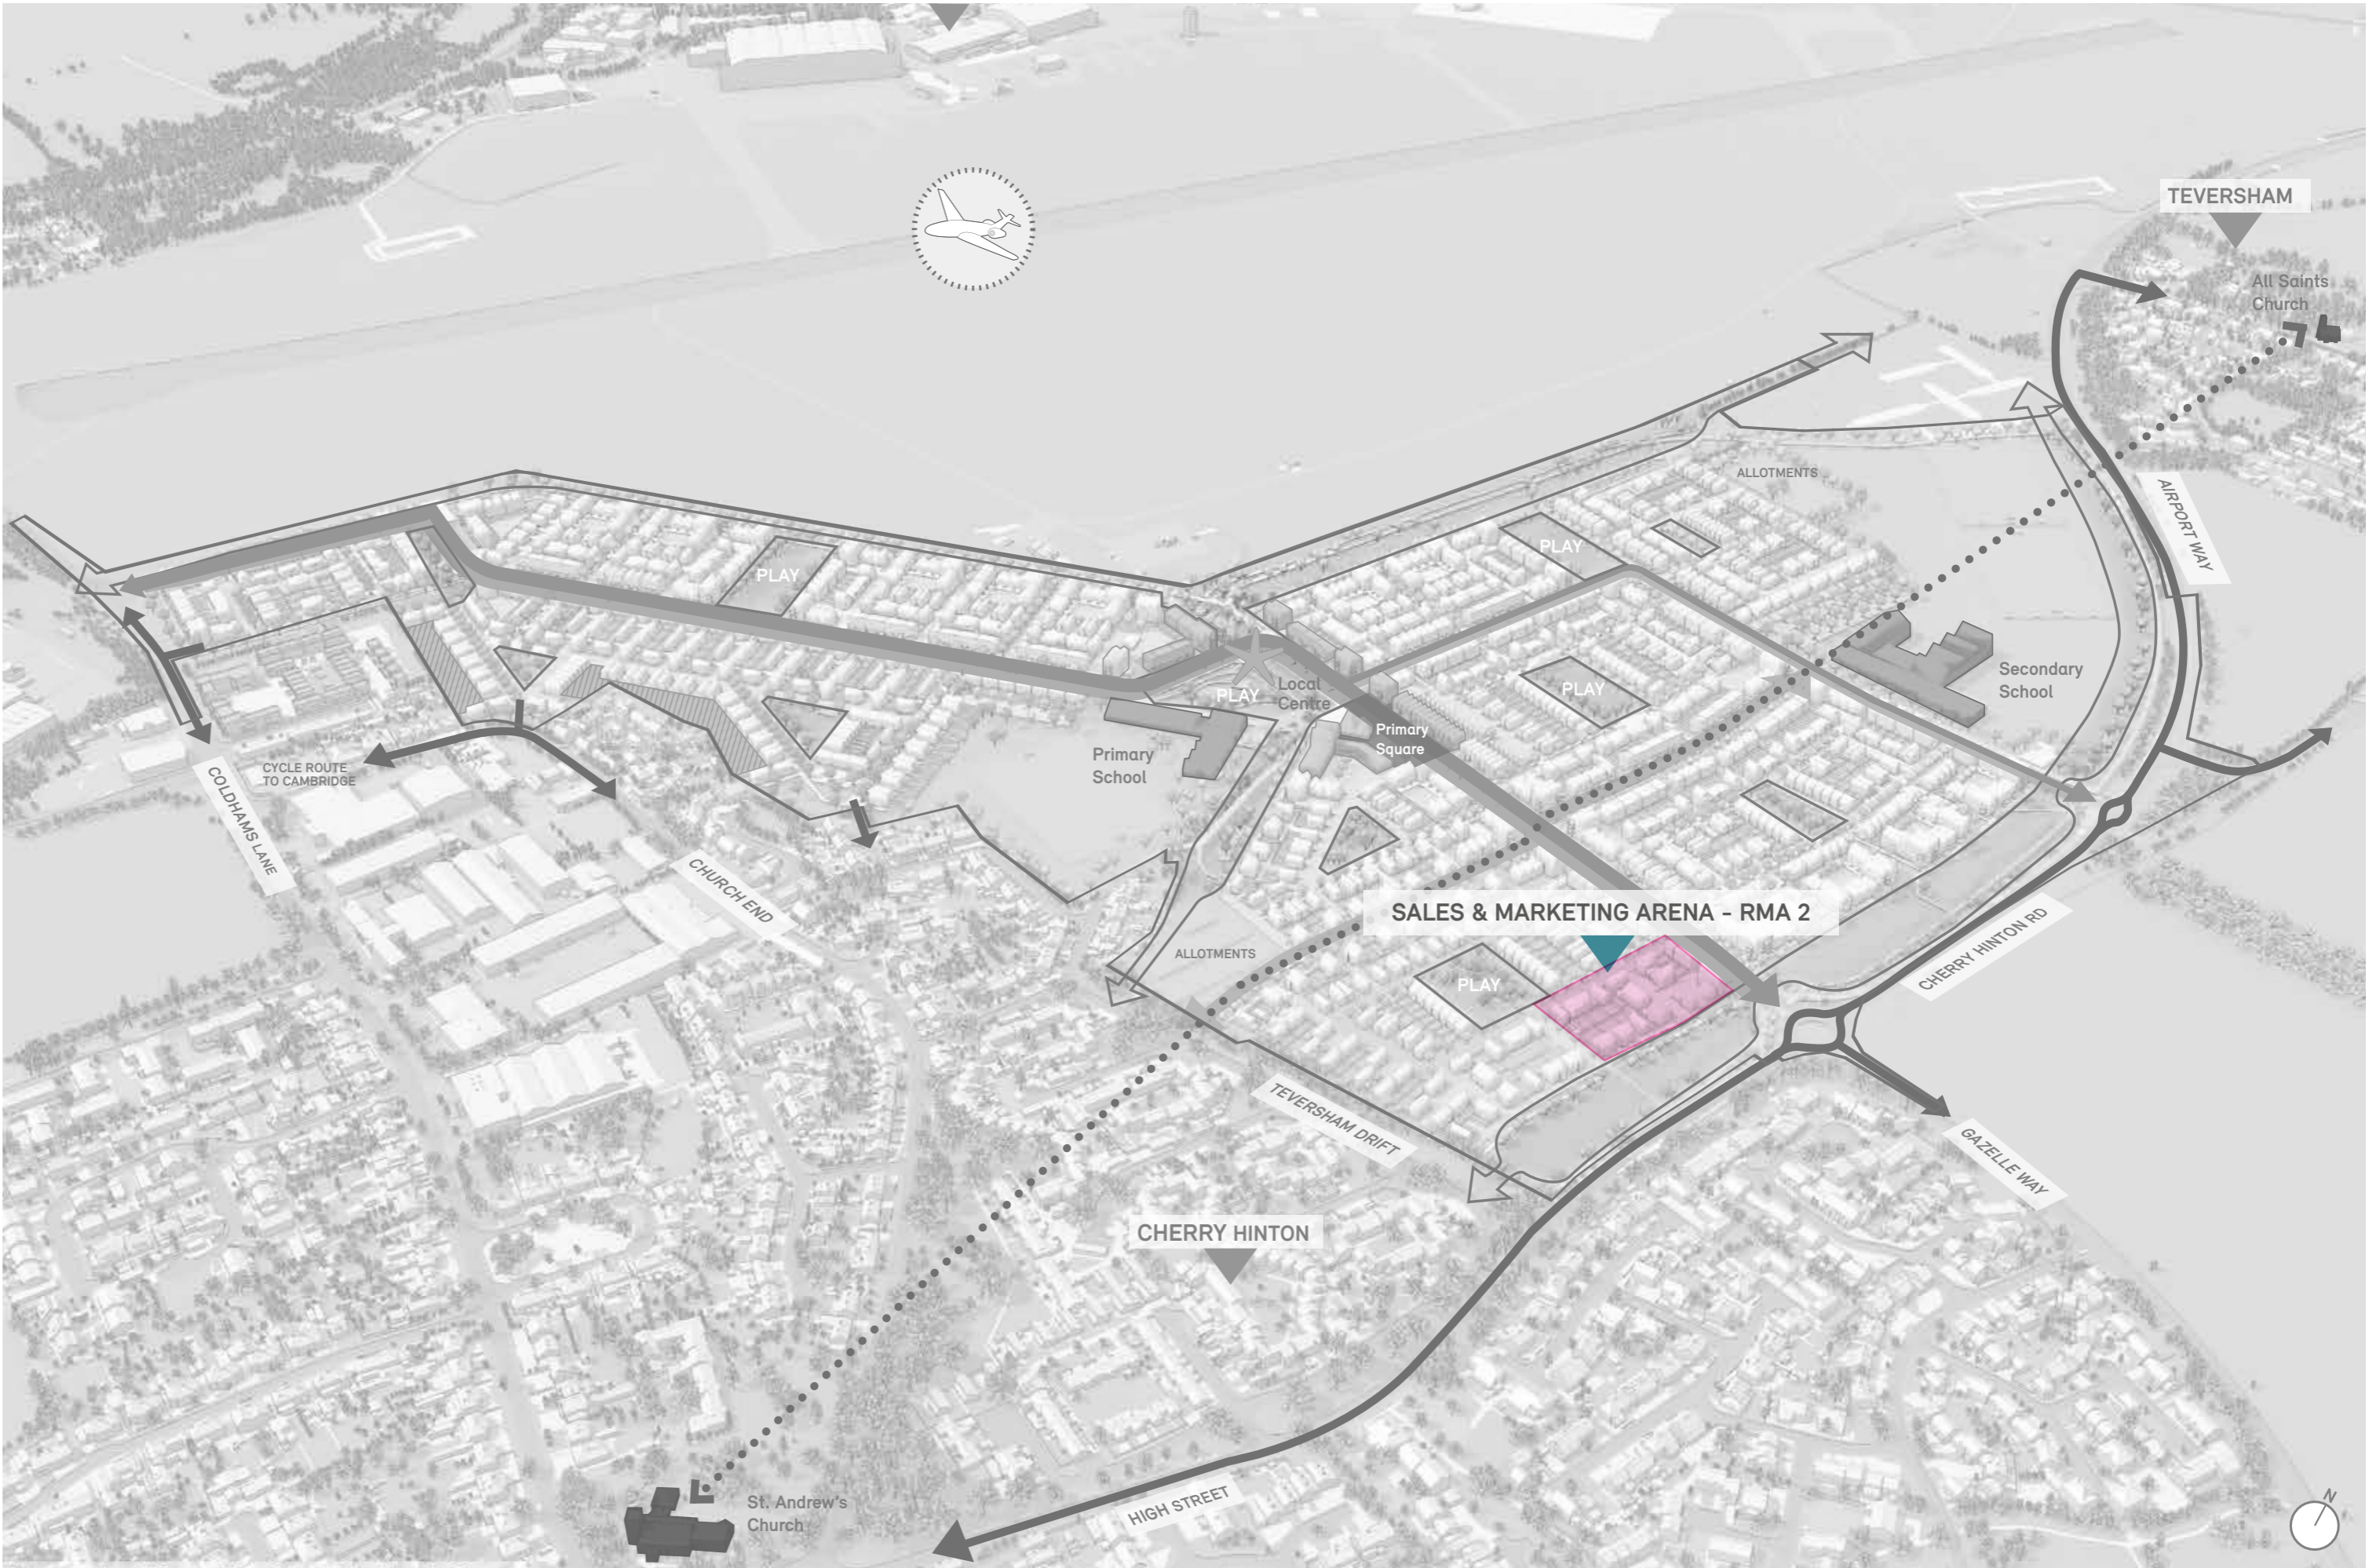 TEVERSHAM
All Saints
Church
ALLOTMENTS
AIRPORT WAY
PLAY
PLAY
Secondary
School
PLAY
Local
Centre
PLAY
Primary
Square
Primary
School
CYCLE ROUTE
TO CAMBRIDGE
COLDHAMS LANE
CHURCH END
SALES & MARKETING ARENA - RMA 2
ALLOTMENTS
PLAY
CHERRY HINTON RD
TEVERSHAM DRIFT
GAZELLE WAY
CHERRY HINTON
HIGH STREET
St. Andrew's
Church
N